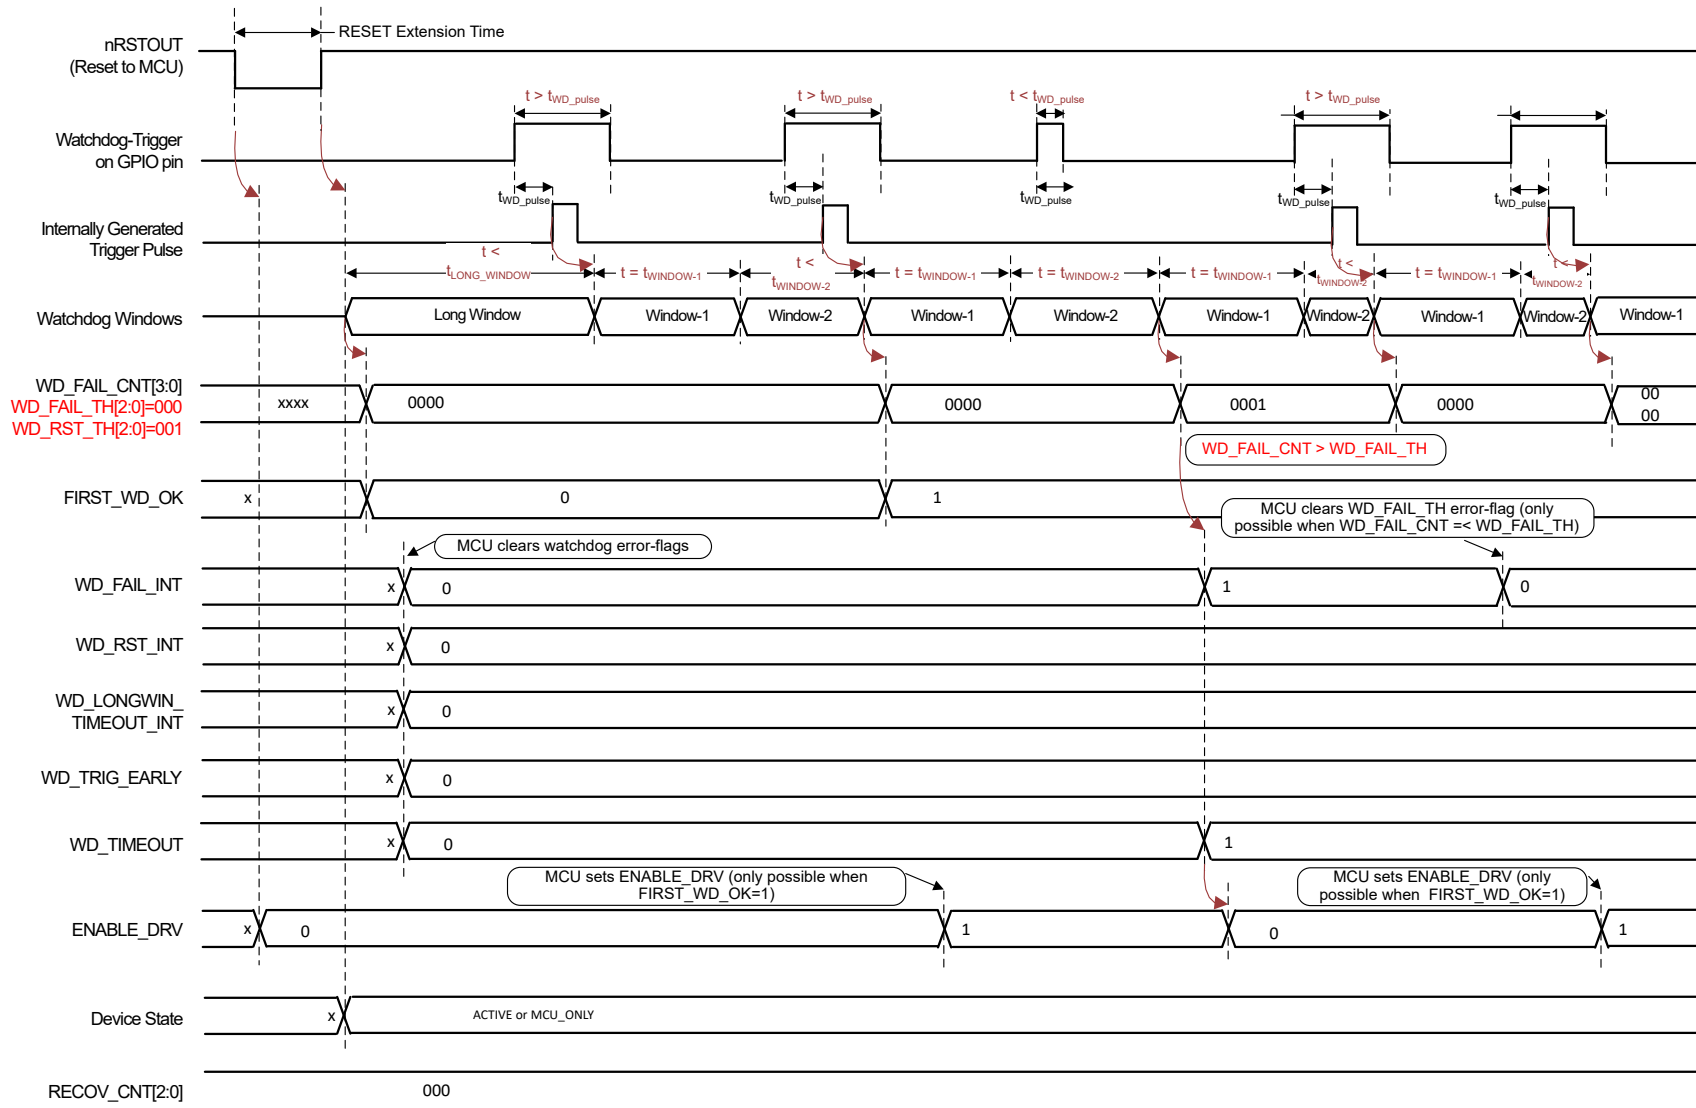 nRSTOUT
(Reset to MCU)
RESET Extension Time
t > tWD_pulse
t > tWD_pulse
t < tWD_pulse
t > tWD_pulse
Watchdog-Trigger
on GPIO pin
tWD_pulse
tWD_pulse
tWD_pulse
tWD_pulse
tWD_pulse
Internally Generated
Trigger Pulse
t <
tLONG_WINDOW
t = tWINDOW-1
t <
tWINDOW-2
t = tWINDOW-1
t = tWINDOW-2
t = tWINDOW-1
<
tWINDOW-2
t = tWINDOW-1
t <
tWINDOW-2
Watchdog Windows
Long Window
Window-1
Window-2
Window-1
Window-2
Window-1
Window-2
Window-1
Window-2
Window-1
WD_FAIL_CNT[3:0]
WD_FAIL_TH[2:0]=000
WD_RST_TH[2:0]=001
xxxx
0000
0000
0001
0000
00
00
WD_FAIL_CNT > WD_FAIL_TH
FIRST_WD_OK
x
0
1
MCU clears WD_FAIL_TH error-flag (only
possible when WD_FAIL_CNT =< WD_FAIL_TH)
MCU clears watchdog error-flags
WD_FAIL_INT
x
0
1
0
WD_RST_INT
x
0
WD_LONGWIN_
TIMEOUT_INT
x
0
WD_TRIG_EARLY
x
0
WD_TIMEOUT
x
0
1
MCU sets ENABLE_DRV (only possible when
FIRST_WD_OK=1)
MCU sets ENABLE_DRV (only
possible when FIRST_WD_OK=1)
ENABLE_DRV
x
0
1
0
1
Device State
x
ACTIVE or MCU_ONLY
RECOV_CNT[2:0]
000